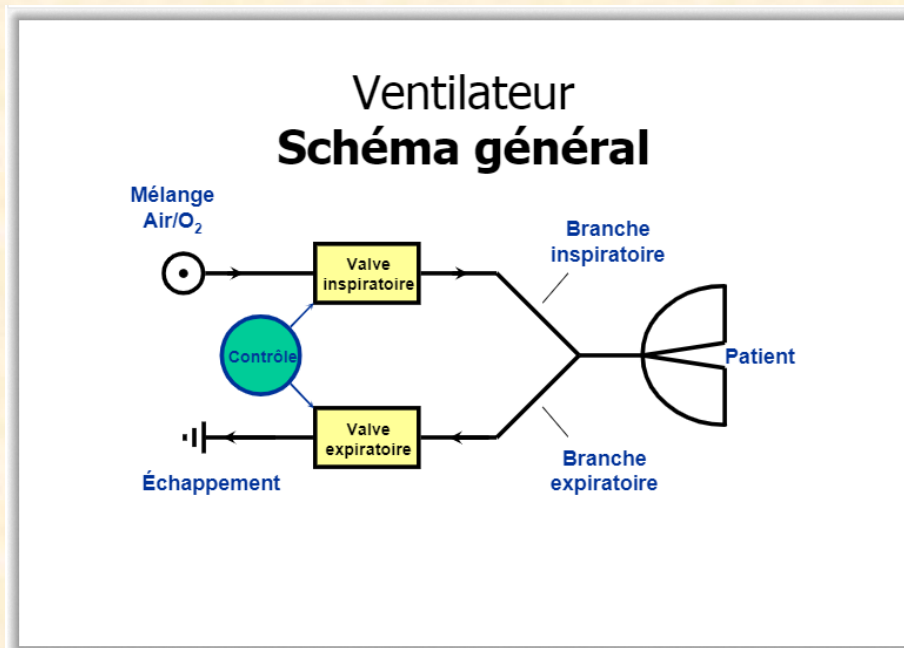 Ventilateur
Schéma général
Mélange
Air/O₂
Valve
inspiratoire
Branche
inspiratoire
Contrôle
Patient
Valve
expiratoire
Échappement
Branche
expiratoire